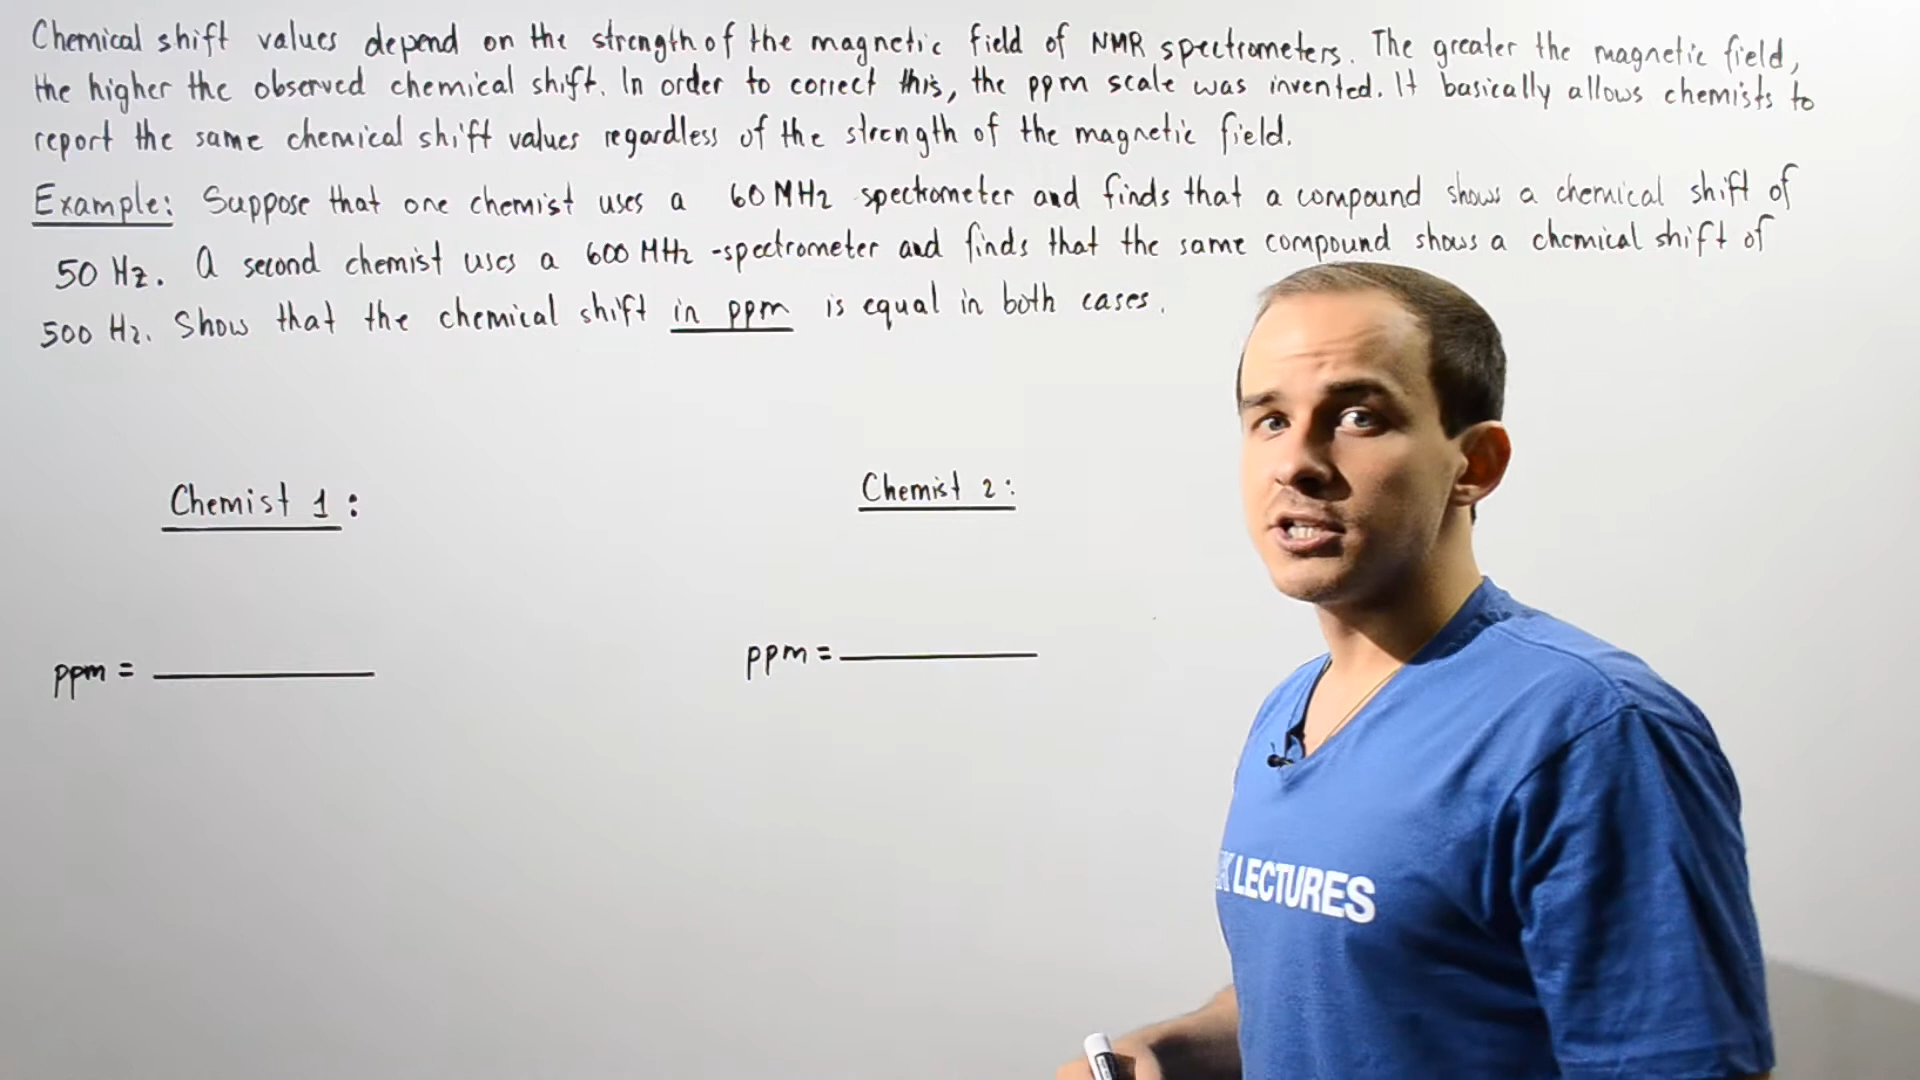 Chemical shift values depend on the strength of the magnetic field of NMR spectrometers. The greater the magnetic field,
the higher the observed chemical shift. In order to correct this, the ppm scale was invented. It basically allows chemists to
report the same chemical shift values regardless of the strength of the magnetic field.
Example: Suppose that one chemist uses a 60 MHz spectrometer and finds that a compound shows a chemical shift of
50 Hz. A second chemist uses a 600 MHz -spectrometer and finds that the same compound shows a chemical shift of
500 Hz. Show that the chemical shift in ppm is equal in both cases.
Chemist 1:
Chemist 2:
ppm =
ppm =
LECTURES